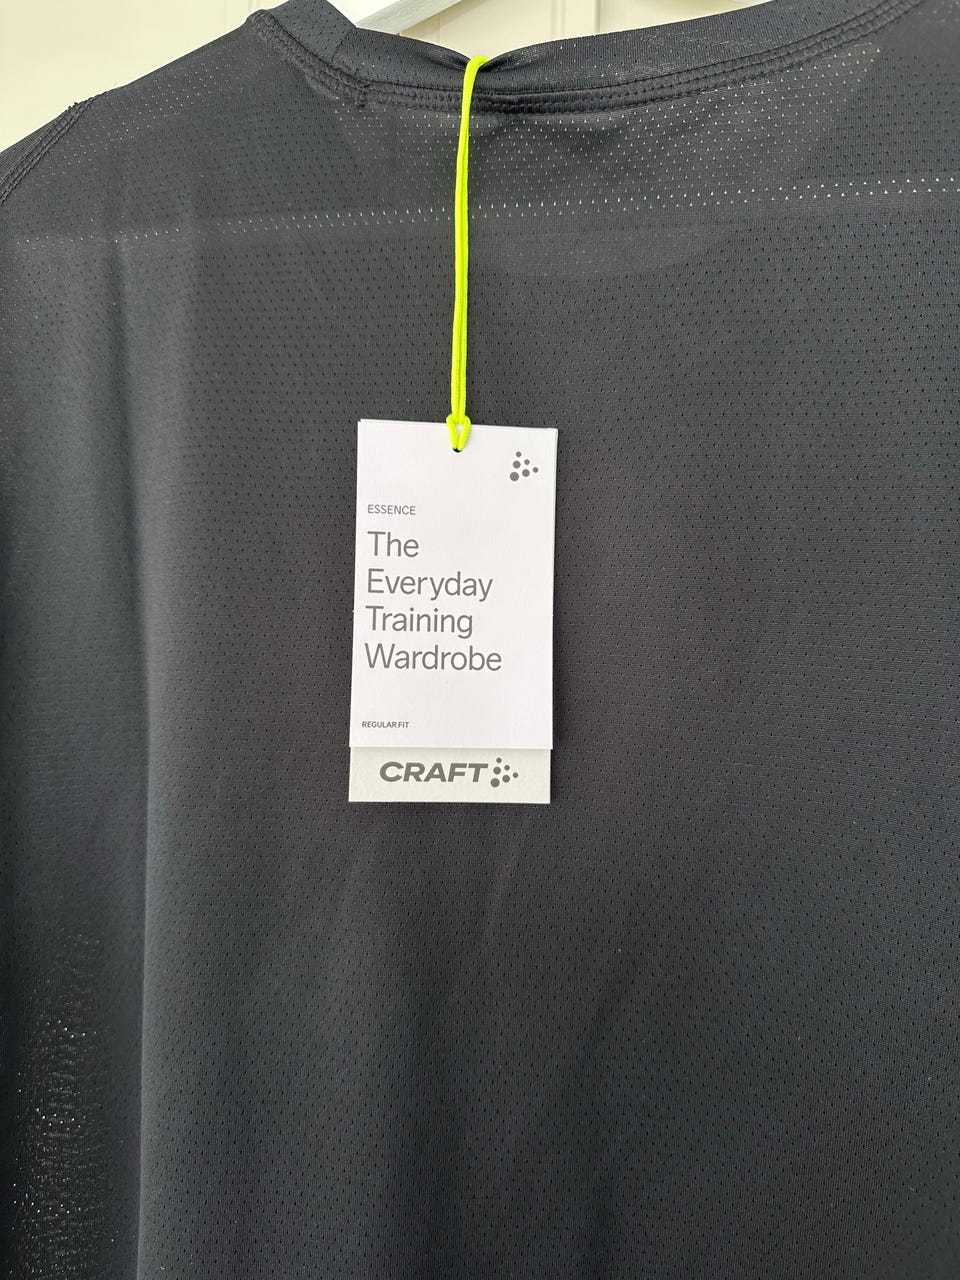 ESSENCE
The
Everyday
Training
Wardrobe
REGULAR FIT
CRAFT